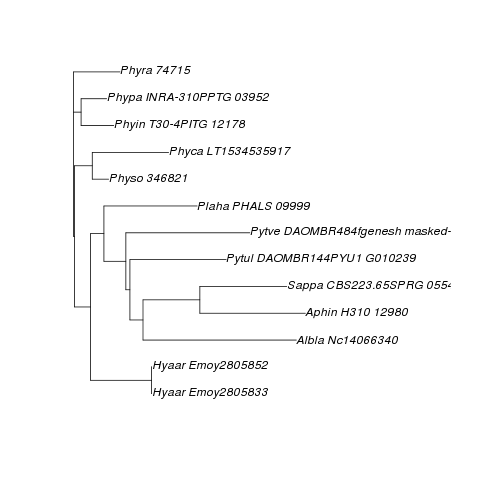 Phyra 74715
Phypa INRA-310PPTG 03952
Phyin T30-4PITG 12178
Phyca LT1534535917
Physo 346821
Plaha PHALS 09999
Pytve DAOMBR484fgenesh masked-
Pytul DAOMBR144PYU1 G010239
Sappa CBS223.65SPRG 0554
Aphin H310 12980
Albla Nc14066340
Hyaar Emoy2805852
Hyaar Emoy2805833